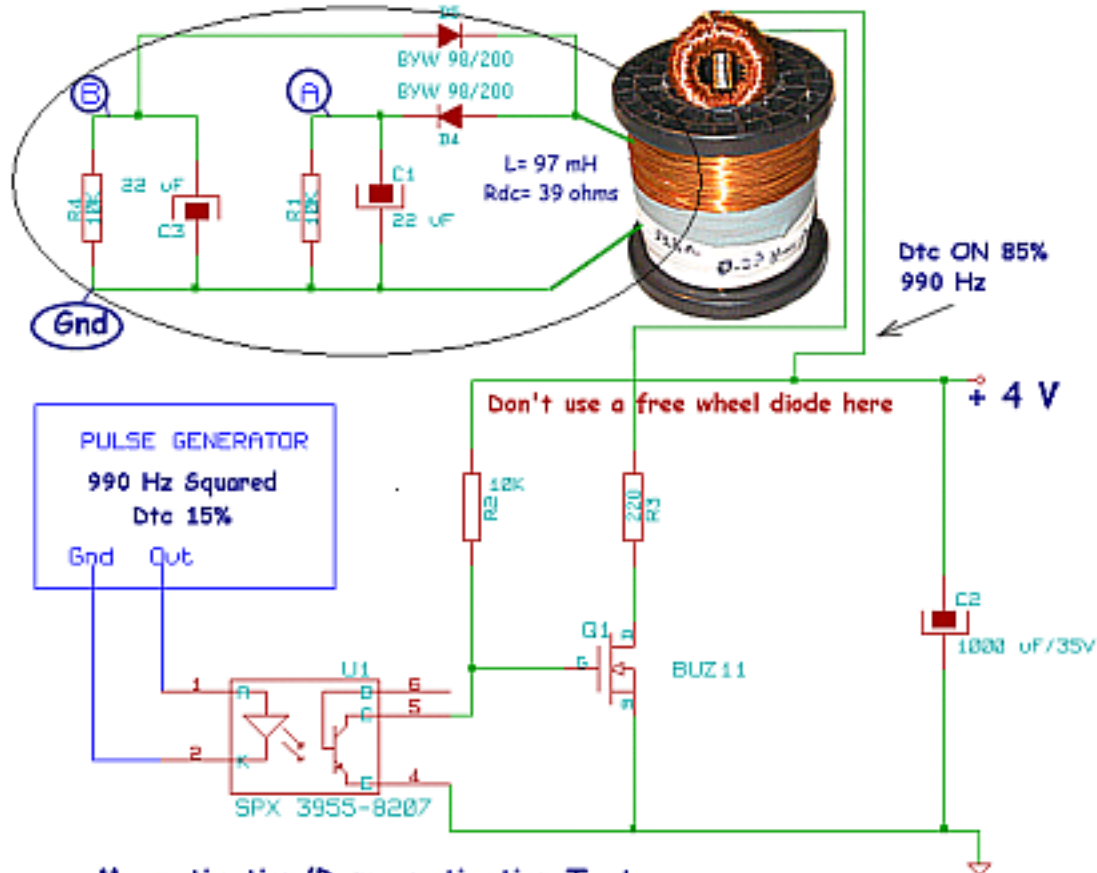 D5
BYW 98/200
BYW 98/200
D4
B
A
R4
10K
22 uF
C3
R1
10K
C1
22 uF
L= 97 mH
Rdc= 39 ohms
Gnd
Dtc ON 85%
990 Hz
+ 4 V
Don't use a free wheel diode here
PULSE GENERATOR
990 Hz Squared
Dtc 15%
Gnd Out
10K
R2
220
R3
Q1
D
G
S
BUZ11
C2
1000 uF/35V
U1
1
A
2
K
B
6
5
4
SPX 3955-8207